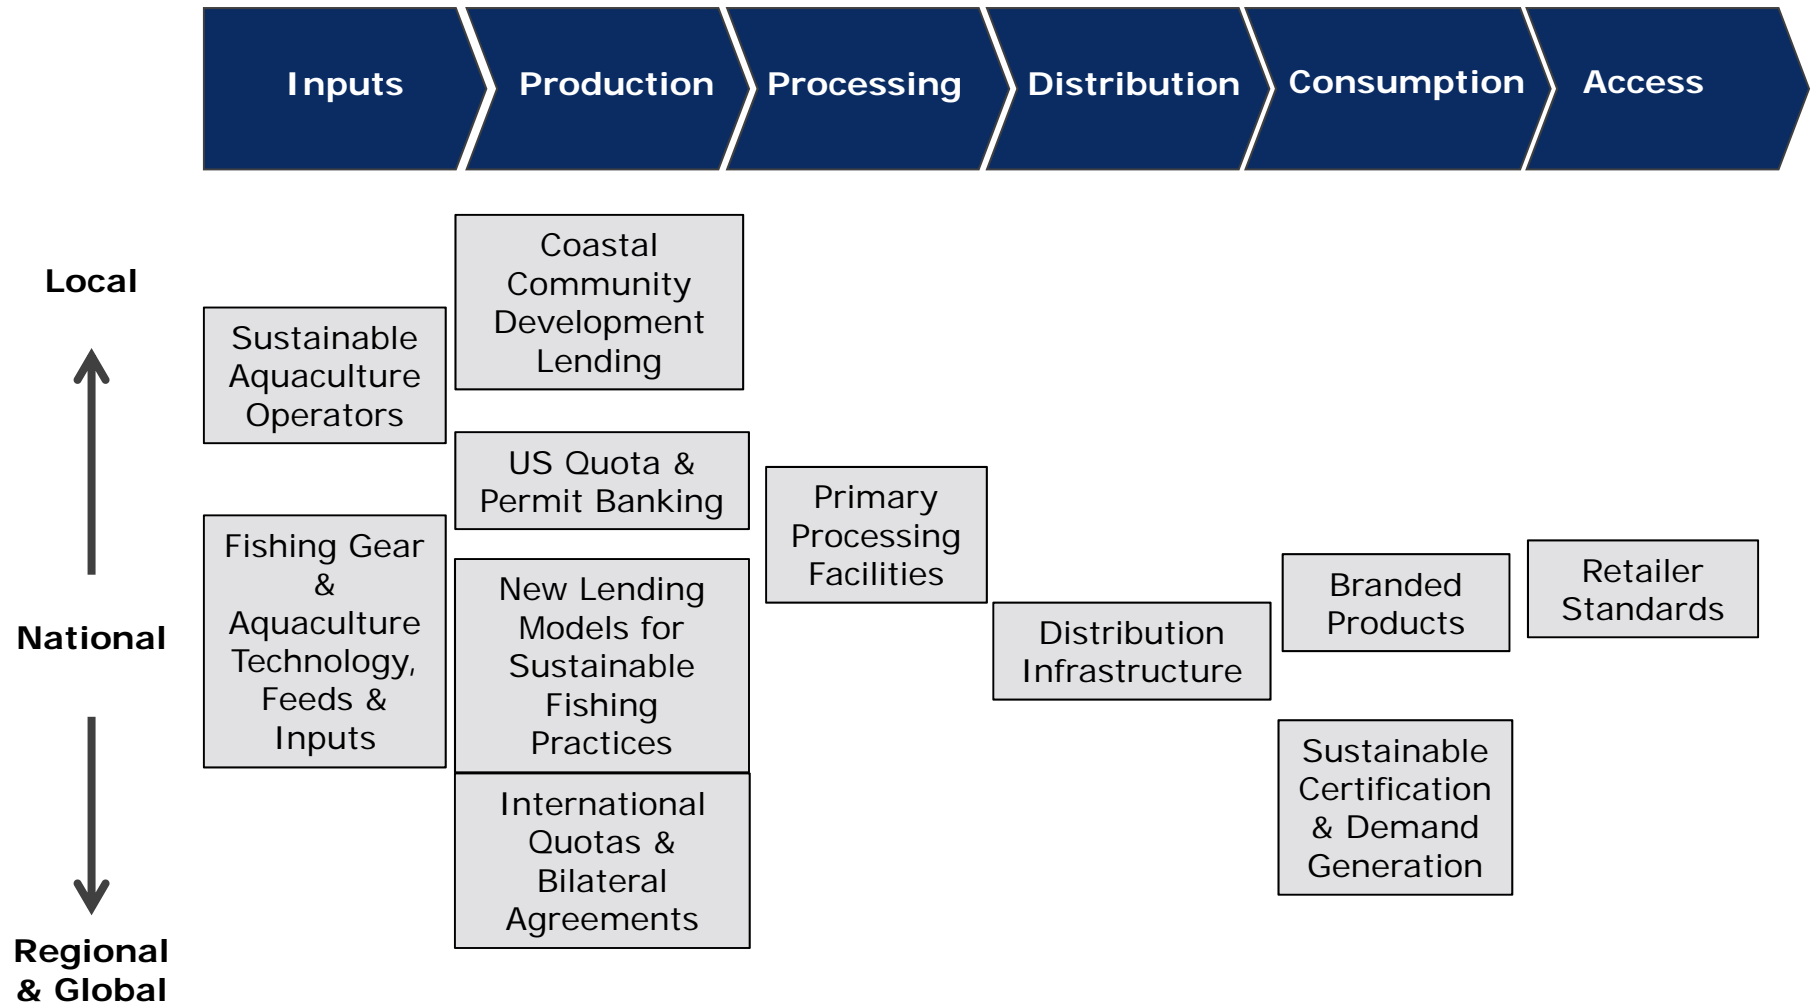 Inputs
Production
Processing
Distribution
Consumption
Access
Local
National
Regional
& Global
Sustainable
Aquaculture
Operators
Fishing Gear
&
Aquaculture
Technology,
Feeds &
Inputs
Coastal
Community
Development
Lending
US Quota &
Permit Banking
New Lending
Models for
Sustainable
Fishing
Practices
International
Quotas &
Bilateral
Agreements
Primary
Processing
Facilities
Distribution
Infrastructure
Branded
Products
Sustainable
Certification
& Demand
Generation
Retailer
Standards